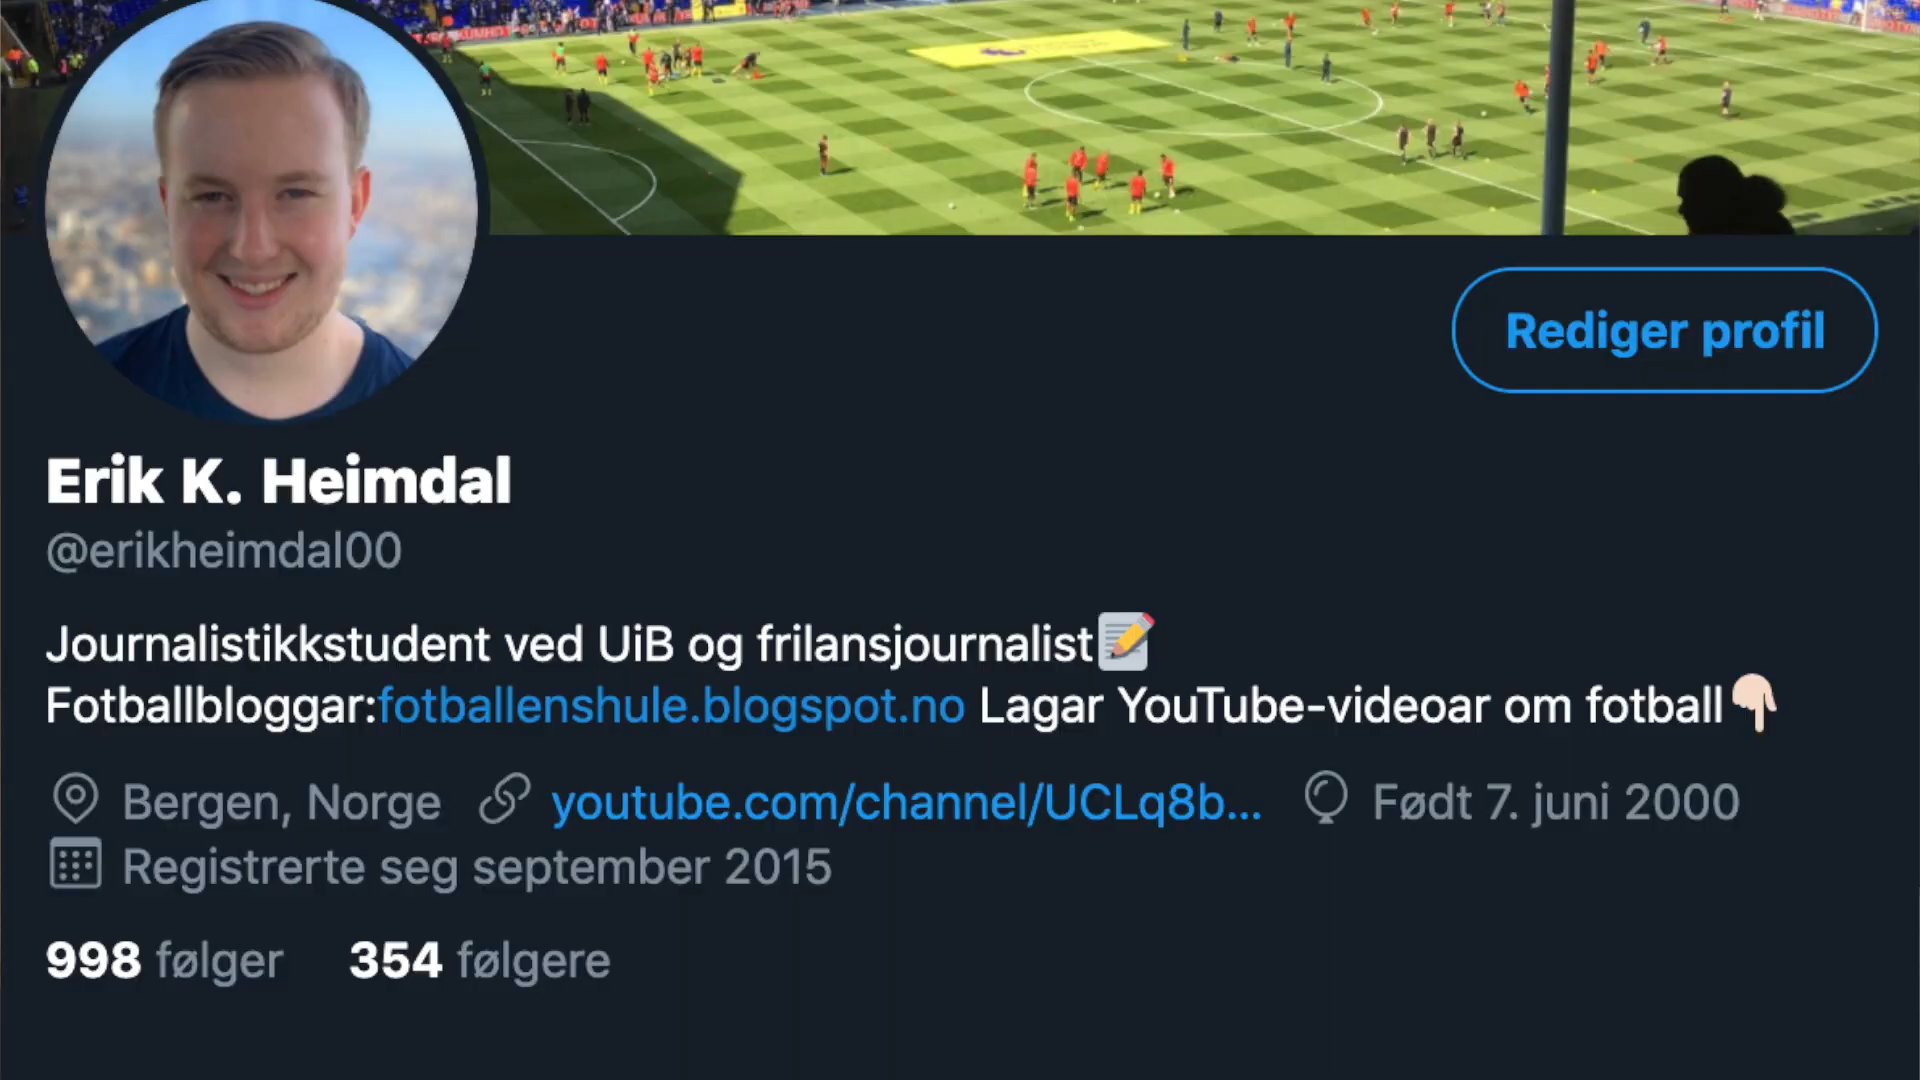 Rediger profil
Erik K. Heimdal
@erikheimdal00
Journalistikkstudent ved UiB og frilansjournalist📝
Fotballbloggar:fotballenshule.blogspot.no Lagar YouTube-videoar om fotball👇🏻
Bergen, Norge youtube.com/channel/UCLq8b... Født 7. juni 2000
Registrerte seg september 2015
998 følger 354 følgere